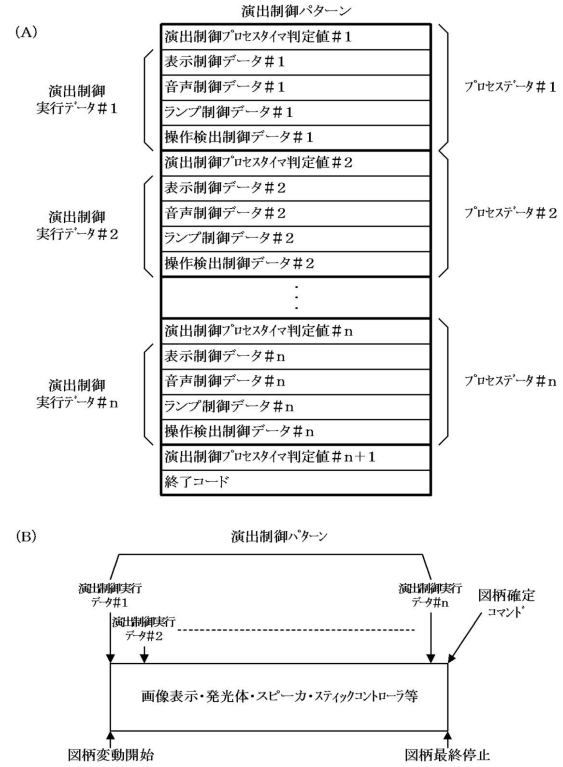 演出制御パターン
(A)
演出制御プロセスタイマ判定値#1
表示制御データ#1
音声制御データ#1
ランプ制御データ#1
操作検出制御データ#1
演出制御
実行データ#1
プロセスデータ#1
演出制御プロセスタイマ判定値#2
表示制御データ#2
音声制御データ#2
ランプ制御データ#2
操作検出制御データ#2
演出制御
実行データ#2
プロセスデータ#2
⋮
演出制御プロセスタイマ判定値#n
表示制御データ#n
音声制御データ#n
ランプ制御データ#n
操作検出制御データ#n
演出制御
実行データ#n
プロセスデータ#n
演出制御プロセスタイマ判定値#n+1
終了コード
(B)
演出制御パターン
演出制御実行
データ#1
演出制御実行
データ#2
演出制御実行
データ#n
図柄確定
コマンド
画像表示・発光体・スピーカ・スティックコントローラ等
図柄変動開始
図柄最終停止